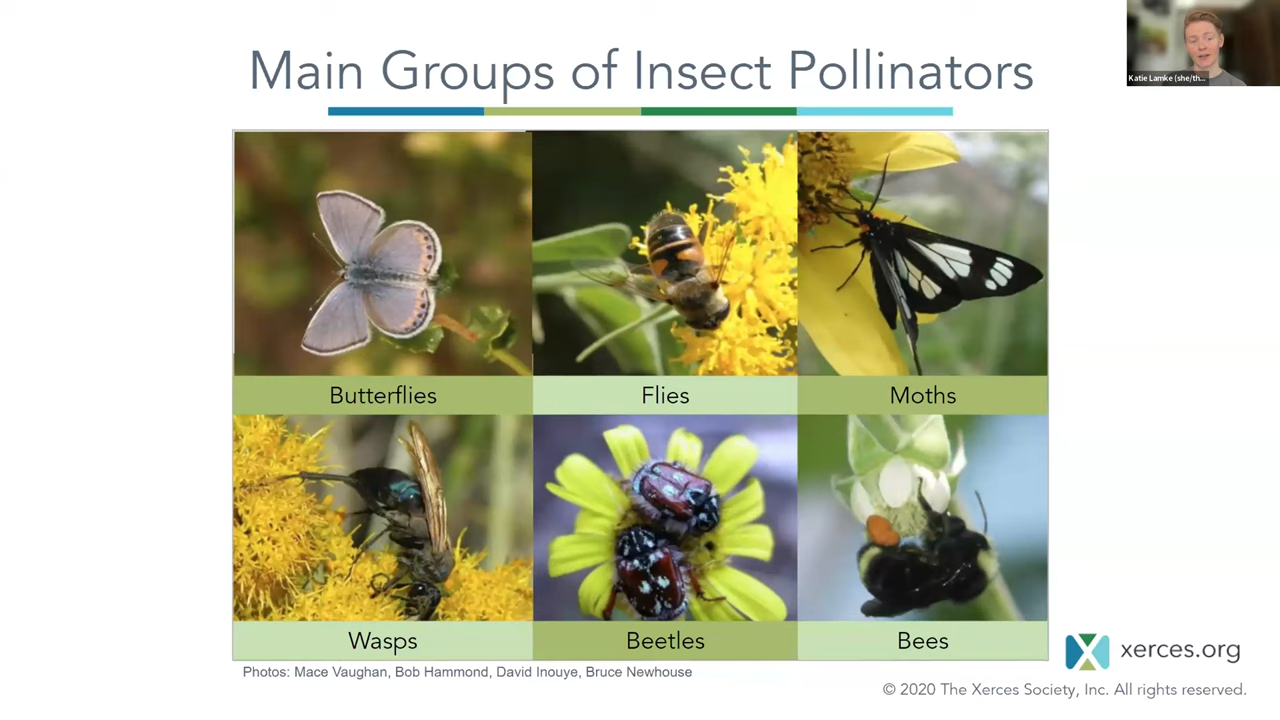 Main Groups of Insect Pollinators
Katie Lamke (she/th...
Butterflies
Flies
Moths
Wasps
Beetles
Bees
Photos: Mace Vaughan, Bob Hammond, David Inouye, Bruce Newhouse
xerces.org
© 2020 The Xerces Society, Inc. All rights reserved.